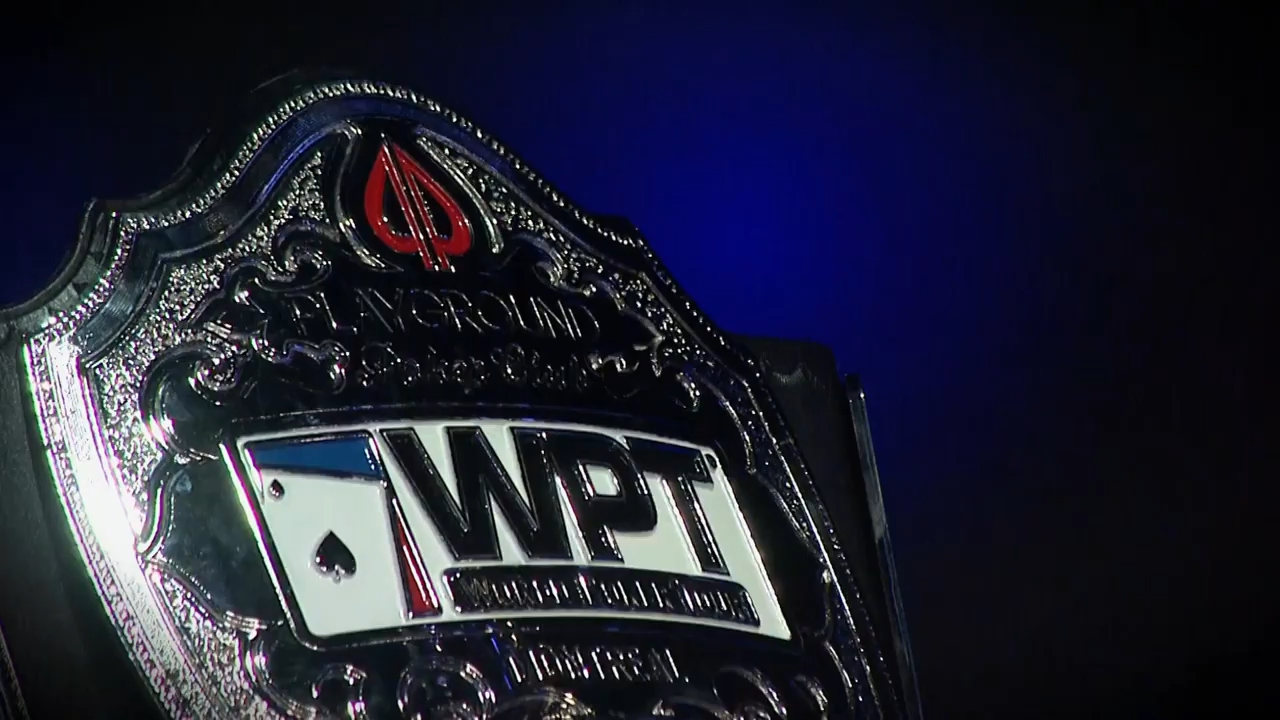 PLAYGROUND
Poker Club
WPT
WORLD POKER TOUR
MONTREAL